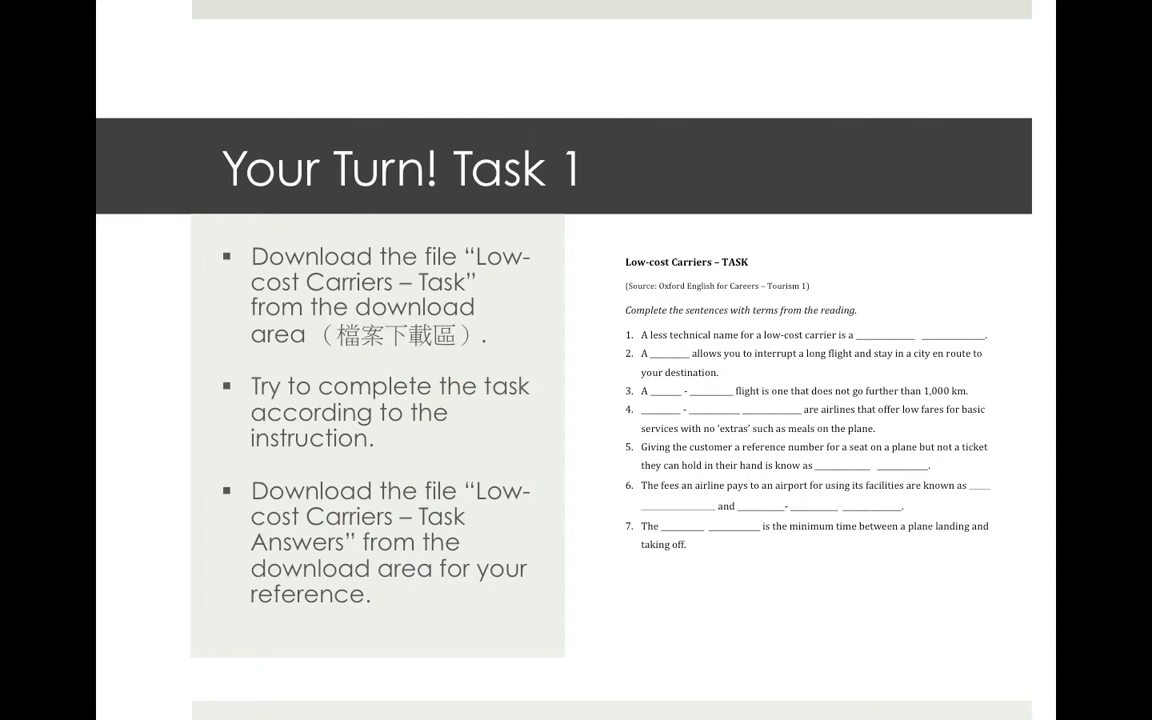 Your Turn! Task 1
▪ Download the file “Low-
cost Carriers – Task”
from the download
area （檔案下載區）.
▪ Try to complete the task
according to the
instruction.
▪ Download the file “Low-
cost Carriers – Task
Answers” from the
download area for your
reference.
Low-cost Carriers – TASK
(Source: Oxford English for Careers – Tourism 1)
Complete the sentences with terms from the reading.
1. A less technical name for a low-cost carrier is a ____________ _____________.
2. A ________ allows you to interrupt a long flight and stay in a city en route to
your destination.
3. A ______ - _________ flight is one that does not go further than 1,000 km.
4. ________ - ___________ ____________ are airlines that offer low fares for basic
services with no ‘extras’ such as meals on the plane.
5. Giving the customer a reference number for a seat on a plane but not a ticket
they can hold in their hand is know as ___________ ___________.
6. The fees an airline pays to an airport for using its facilities are known as ____
_______________ and __________- __________ ____________.
7. The _________ ___________ is the minimum time between a plane landing and
taking off.